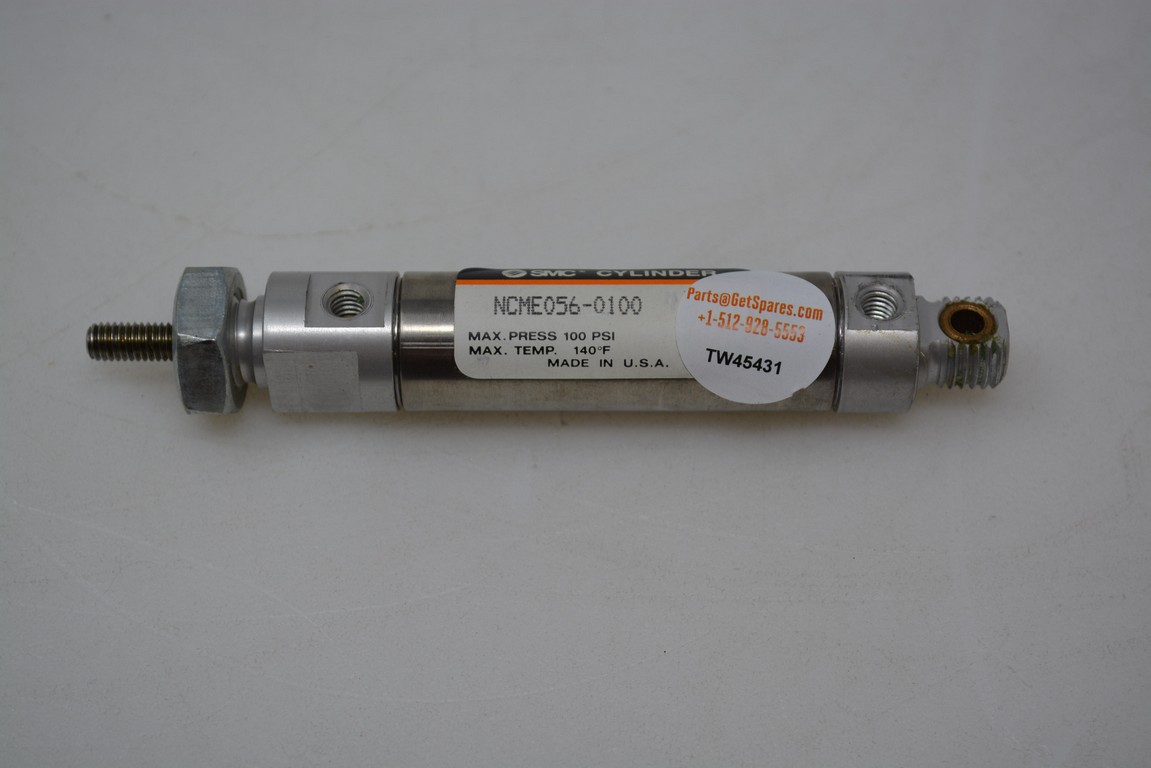 SMC CYLINDER
NCME056-0100
MAX. PRESS 100 PSI
MAX. TEMP. 140°F
MADE IN U.S.A.
Parts@GetSpares.com
+1-512-928-5553
TW45431